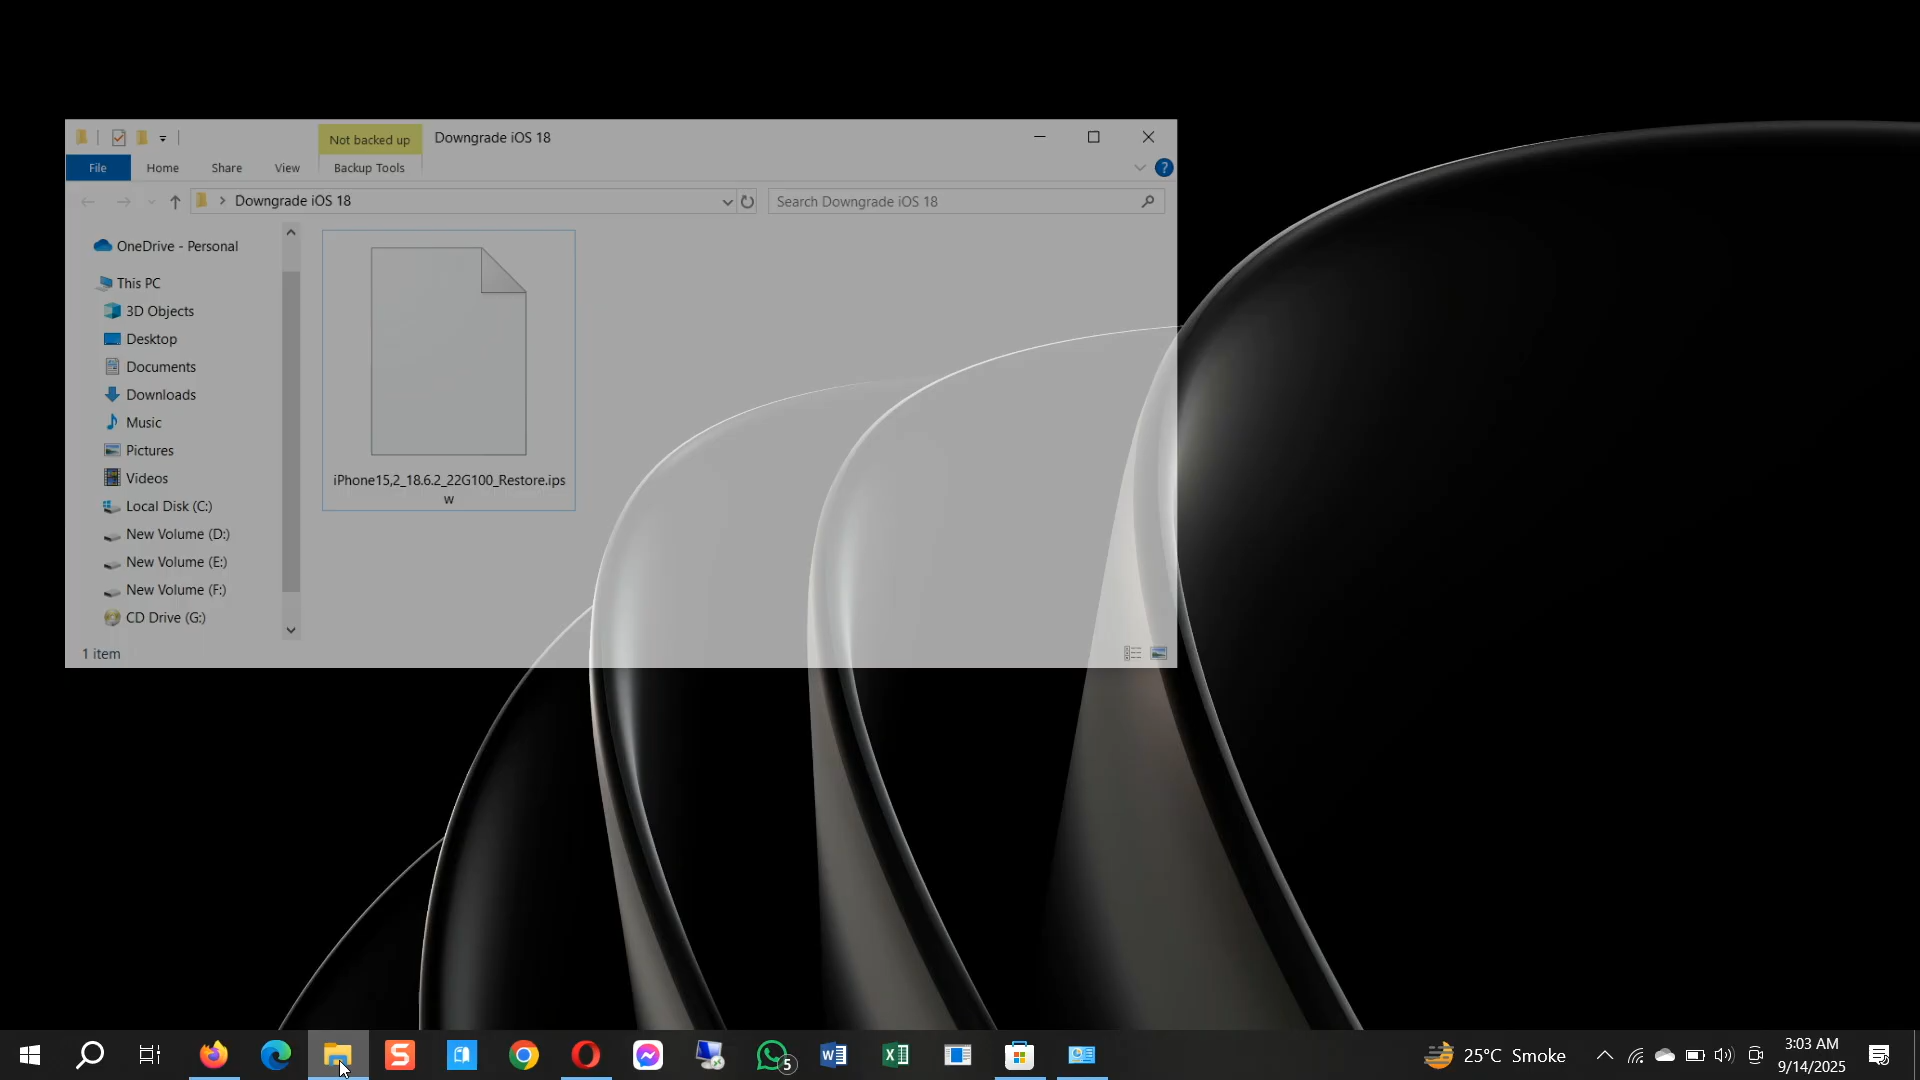 Not backed up
Downgrade iOS 18
File
Home
Share
View
Backup Tools
?
Downgrade iOS 18
Search Downgrade iOS 18
OneDrive - Personal
This PC
3D Objects
Desktop
Documents
Downloads
Music
Pictures
Videos
Local Disk (C:)
New Volume (D:)
New Volume (E:)
New Volume (F:)
CD Drive (G:)
iPhone15,2_18.6.2_22G100_Restore.ips
w
1 item
S
5
W
X
25°C Smoke
3:03 AM
9/14/2025